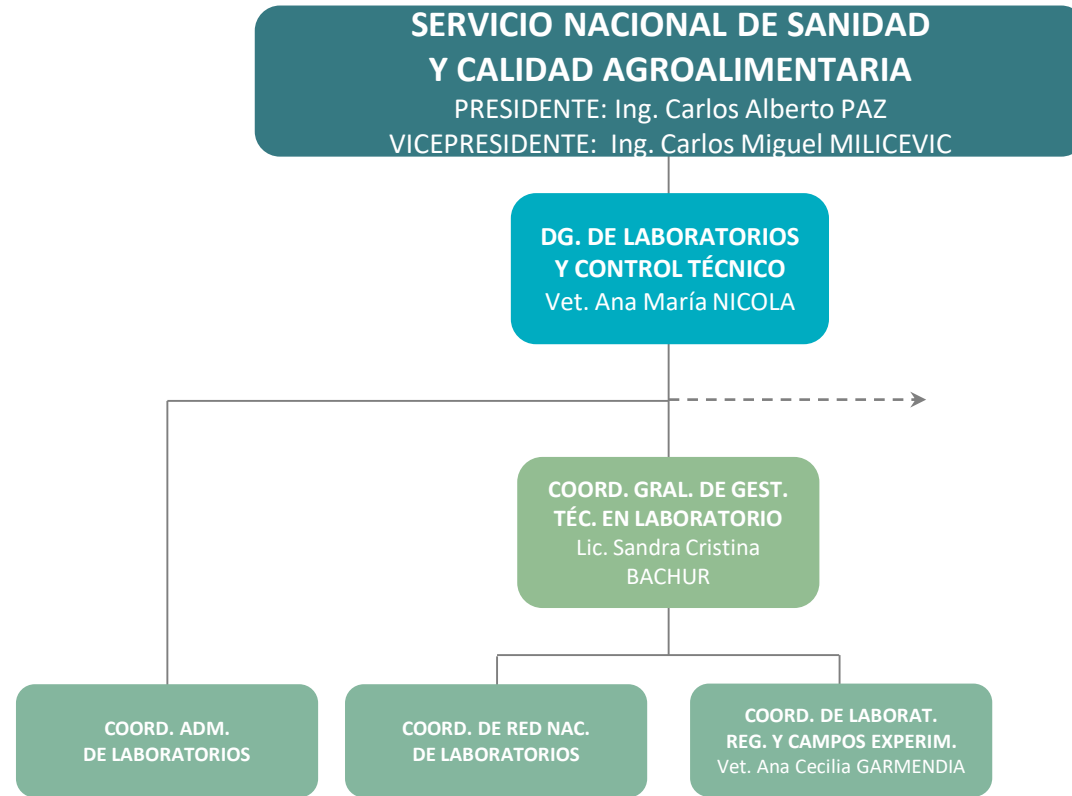 SERVICIO NACIONAL DE SANIDAD
Y CALIDAD AGROALIMENTARIA
PRESIDENTE: Ing. Carlos Alberto PAZ
VICEPRESIDENTE: Ing. Carlos Miguel MILICEVIC
DG. DE LABORATORIOS
Y CONTROL TÉCNICO
Vet. Ana María NICOLA
COORD. GRAL. DE GEST.
TÉC. EN LABORATORIO
Lic. Sandra Cristina
BACHUR
COORD. ADM.
DE LABORATORIOS
COORD. DE RED NAC.
DE LABORATORIOS
COORD. DE LABORAT.
REG. Y CAMPOS EXPERIM.
Vet. Ana Cecilia GARMENDIA